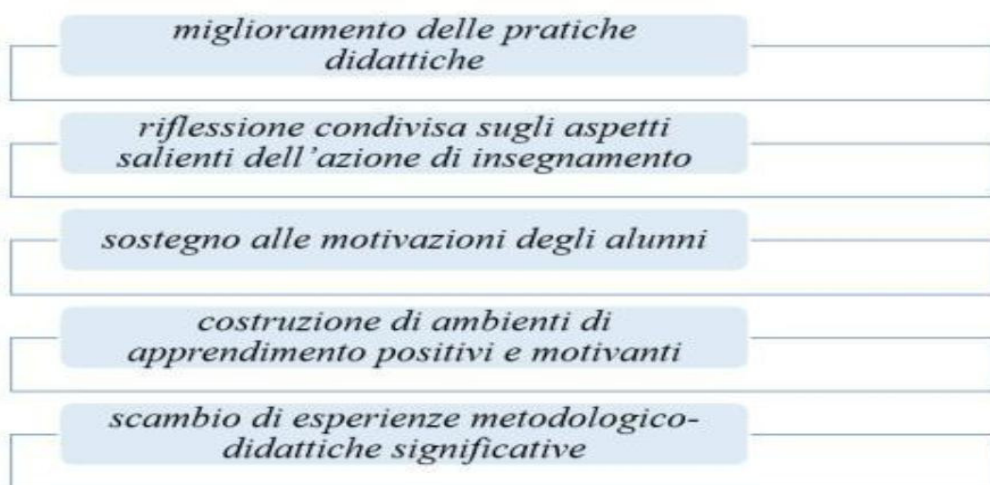 miglioramento delle pratiche
didattiche
riflessione condivisa sugli aspetti
salienti dell'azione di insegnamento
sostegno alle motivazioni degli alunni
costruzione di ambienti di
apprendimento positivi e motivanti
scambio di esperienze metodologico-
didattiche significative